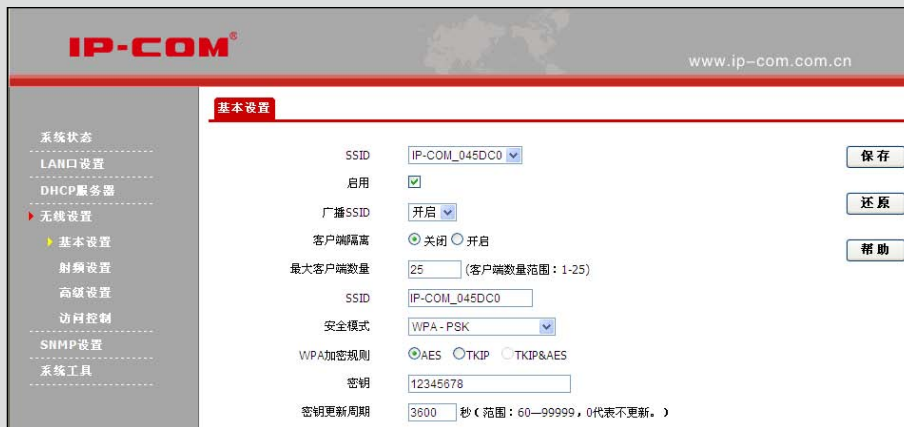 IP-COM®
www.ip-com.com.cn
基本设置
系统状态
LAN口设置
DHCP服务器
无线设置
基本设置
射频设置
高级设置
访问控制
SNMP设置
系统工具
SSID IP-COM_045DC0
启用
广播SSID 开启
客户端隔离 关闭 开启
最大客户端数量 25 (客户端数量范围：1-25)
SSID IP-COM_045DC0
安全模式 WPA-PSK
WPA加密规则 AES TKIP TKIP&AES
密钥 12345678
密钥更新周期 3600 秒(范围：60—99999，0代表不更新。)
保存
还原
帮助